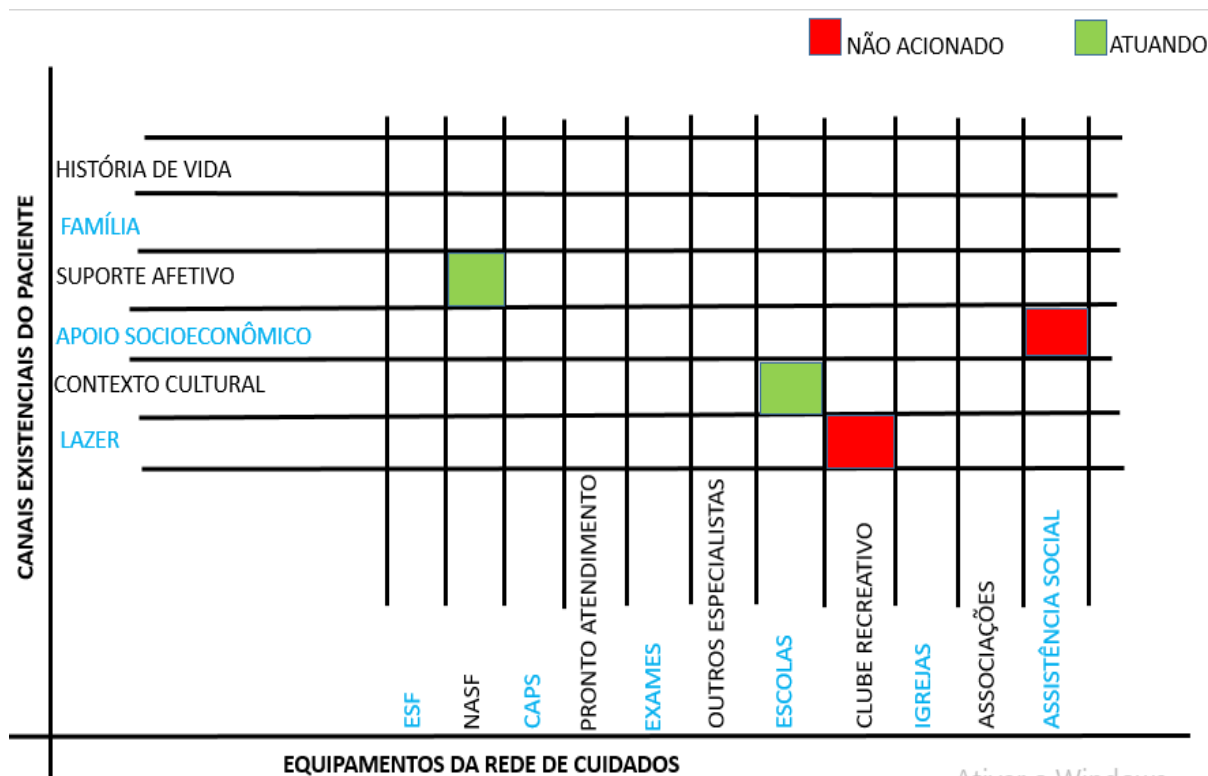 NÃO ACIONADO
ATUANDO
CANAIS EXISTENCIAIS DO PACIENTE
HISTÓRIA DE VIDA
FAMÍLIA
SUPORTE AFETIVO
APOIO SOCIOECONÔMICO
CONTEXTO CULTURAL
LAZER
ESF
NASF
CAPS
PRONTO ATENDIMENTO
EXAMES
OUTROS ESPECIALISTAS
ESCOLAS
CLUBE RECREATIVO
IGREJAS
ASSOCIAÇÕES
ASSISTÊNCIA SOCIAL
EQUIPAMENTOS DA REDE DE CUIDADOS
Ativar o Windows